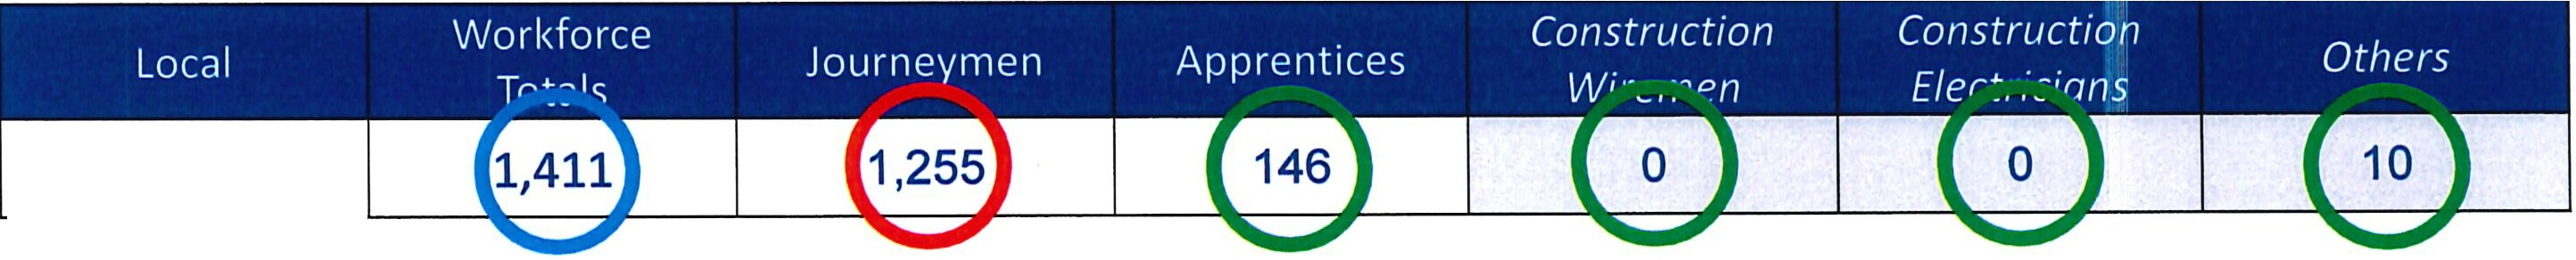 Local Workforce Totals Journeymen Apprentices Construction Wiremen Construction Electricians Others
1,411 1,255 146 0 0 10